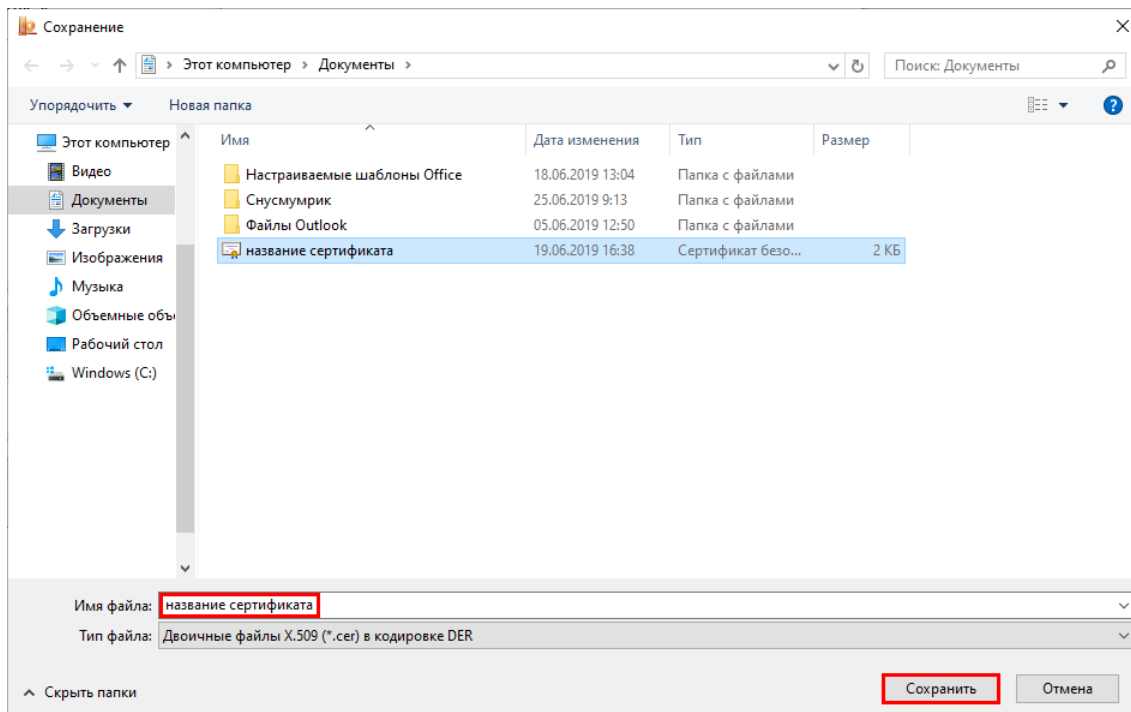 Сохранение
Этот компьютер › Документы ›
Поиск: Документы
Упорядочить
Новая папка
Этот компьютер
Видео
Документы
Загрузки
Изображения
Музыка
Объемные объ
Рабочий стол
Windows (C:)
Имя Дата изменения Тип Размер
Настраиваемые шаблоны Office 18.06.2019 13:04 Папка с файлами
Снусмумрик 25.06.2019 9:13 Папка с файлами
Файлы Outlook 05.06.2019 12:50 Папка с файлами
название сертификата 19.06.2019 16:38 Сертификат безо... 2 КБ
Имя файла: название сертификата
Тип файла: Двоичные файлы X.509 (*.cer) в кодировке DER
Скрыть папки
Сохранить
Отмена